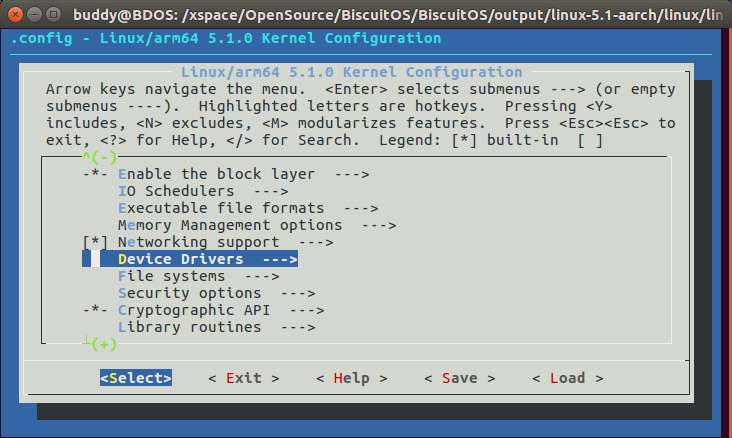 buddy@BDOS: /xspace/OpenSource/BiscuitOS/BiscuitOS/output/linux-5.1-aarch/linux/lin
.config - Linux/arm64 5.1.0 Kernel Configuration
Linux/arm64 5.1.0 Kernel Configuration
Arrow keys navigate the menu.  <Enter> selects submenus ---> (or empty
submenus ----).  Highlighted letters are hotkeys.  Pressing <Y>
includes, <N> excludes, <M> modularizes features.  Press <Esc><Esc> to
exit, <?> for Help, </> for Search.  Legend: [*] built-in  [ ]
^(-)
-*- Enable the block layer  --->
IO Schedulers  --->
Executable file formats  --->
Memory Management options  --->
[*] Networking support  --->
Device Drivers  --->
File systems  --->
Security options  --->
-*- Cryptographic API  --->
Library routines  --->
┴(+)
<Select>    < Exit >    < Help >    < Save >    < Load >